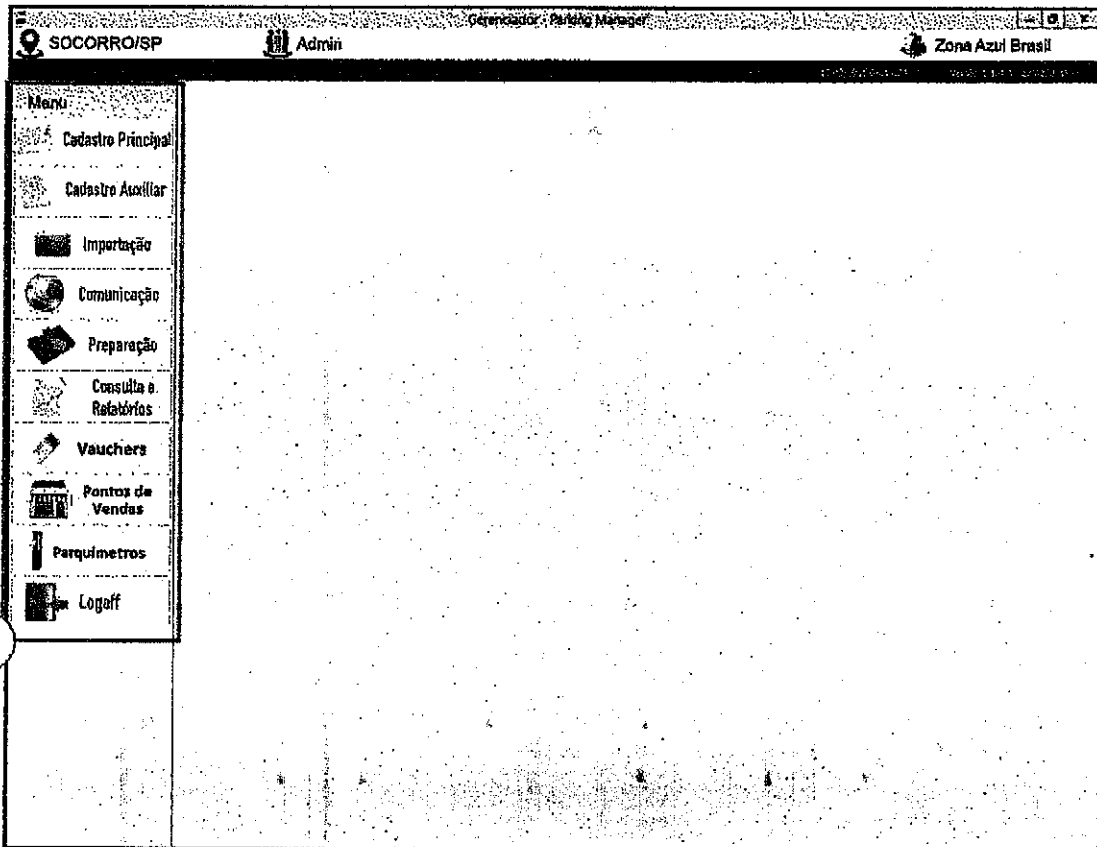 Gerenciador - Parking Manager
SOCORRO/SP
Admin
Zona Azul Brasil
Menu
Cadastro Principal
Cadastro Auxiliar
Importação
Comunicação
Preparação
Consulta e
Relatórios
Vauchers
Pontos de
Vendas
Parquímetros
Logoff